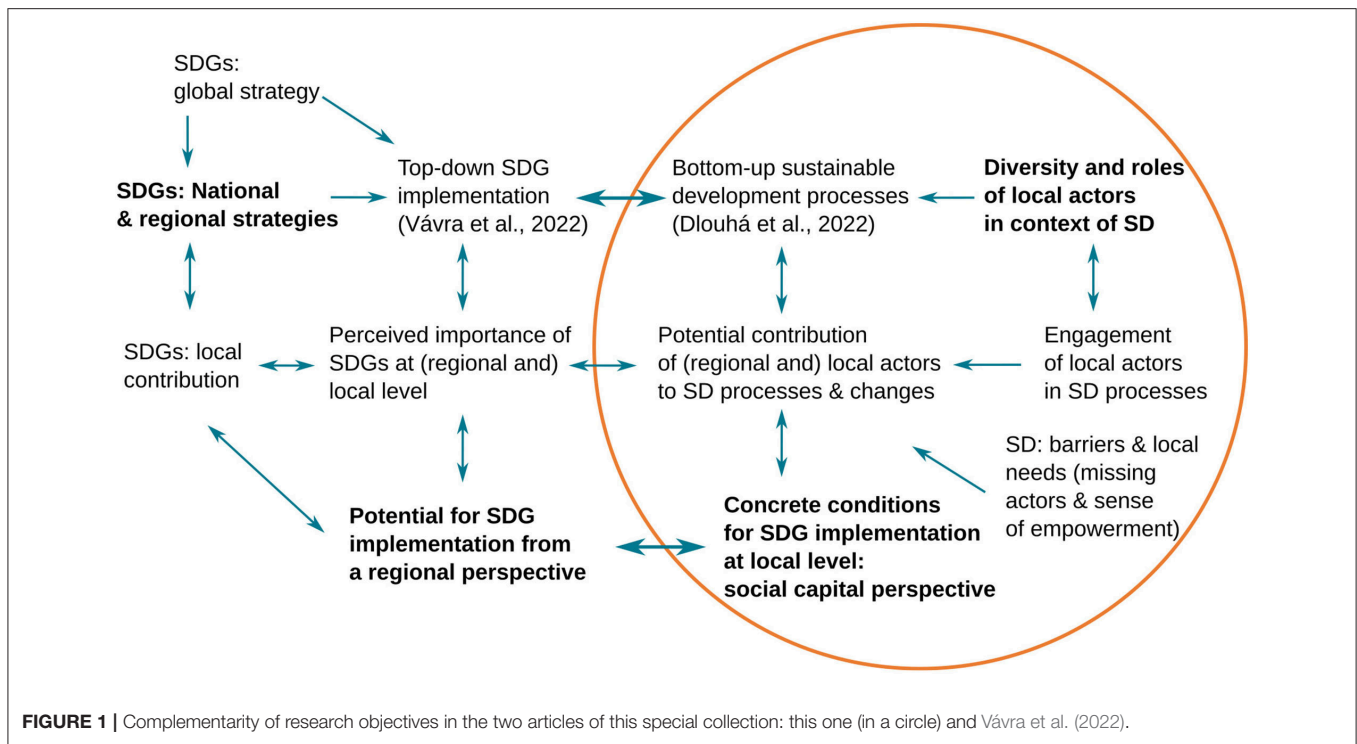 SDGs:
global strategy
SDGs: National
& regional strategies
Top-down SDG
implementation
(Vávra et al., 2022)
Bottom-up sustainable
development processes
(Dlouhá et al., 2022)
Diversity and roles
of local actors
in context of SD
SDGs: local
contribution
Perceived importance of
SDGs at (regional and)
local level
Potential contribution
of (regional and) local actors
to SD processes & changes
Engagement
of local actors
in SD processes
SD: barriers & local
needs (missing
actors & sense
of empowerment)
Potential for SDG
implementation from
a regional perspective
Concrete conditions
for SDG implementation
at local level:
social capital perspective
FIGURE 1 | Complementarity of research objectives in the two articles of this special collection: this one (in a circle) and Vávra et al. (2022).